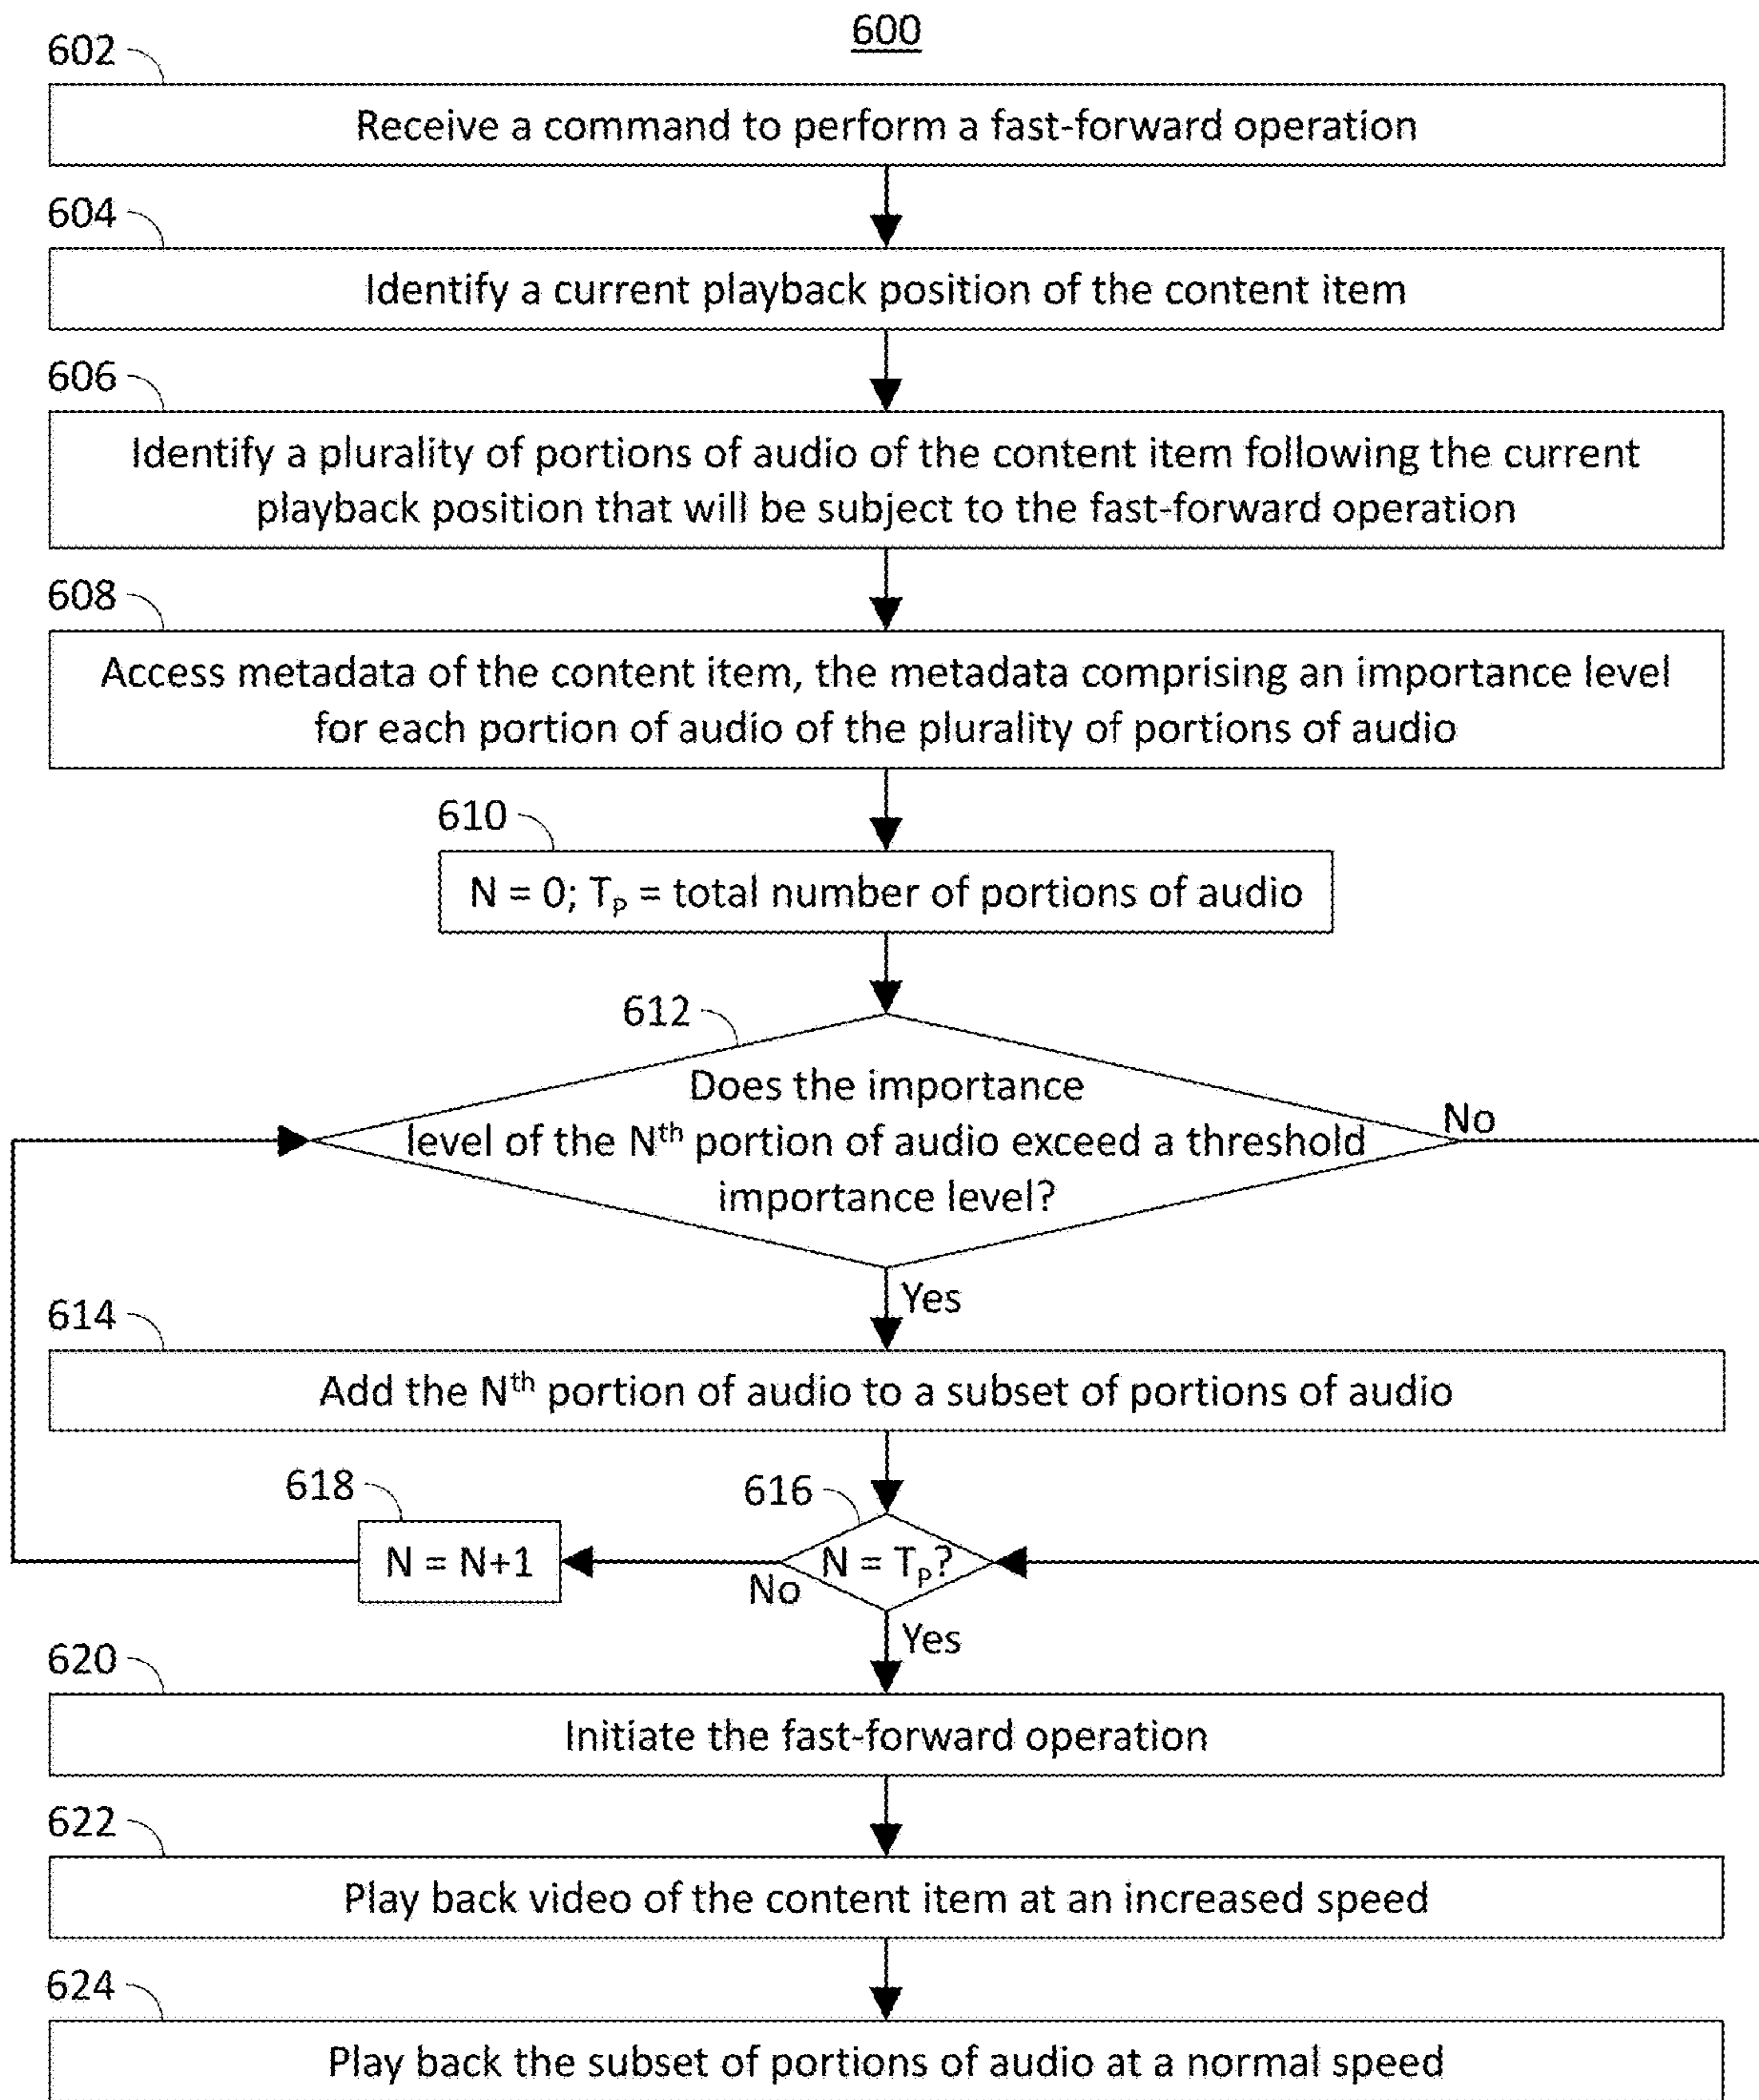 600
602
Receive a command to perform a fast-forward operation
604
Identify a current playback position of the content item
606
Identify a plurality of portions of audio of the content item following the current
playback position that will be subject to the fast-forward operation
608
Access metadata of the content item, the metadata comprising an importance level
for each portion of audio of the plurality of portions of audio
610
N = 0; Tₚ = total number of portions of audio
612
Does the importance
level of the Nᵗʰ portion of audio exceed a threshold
importance level?
No
Yes
614
Add the Nᵗʰ portion of audio to a subset of portions of audio
618
616
N = N+1
N = Tₚ?
No
Yes
620
Initiate the fast-forward operation
622
Play back video of the content item at an increased speed
624
Play back the subset of portions of audio at a normal speed